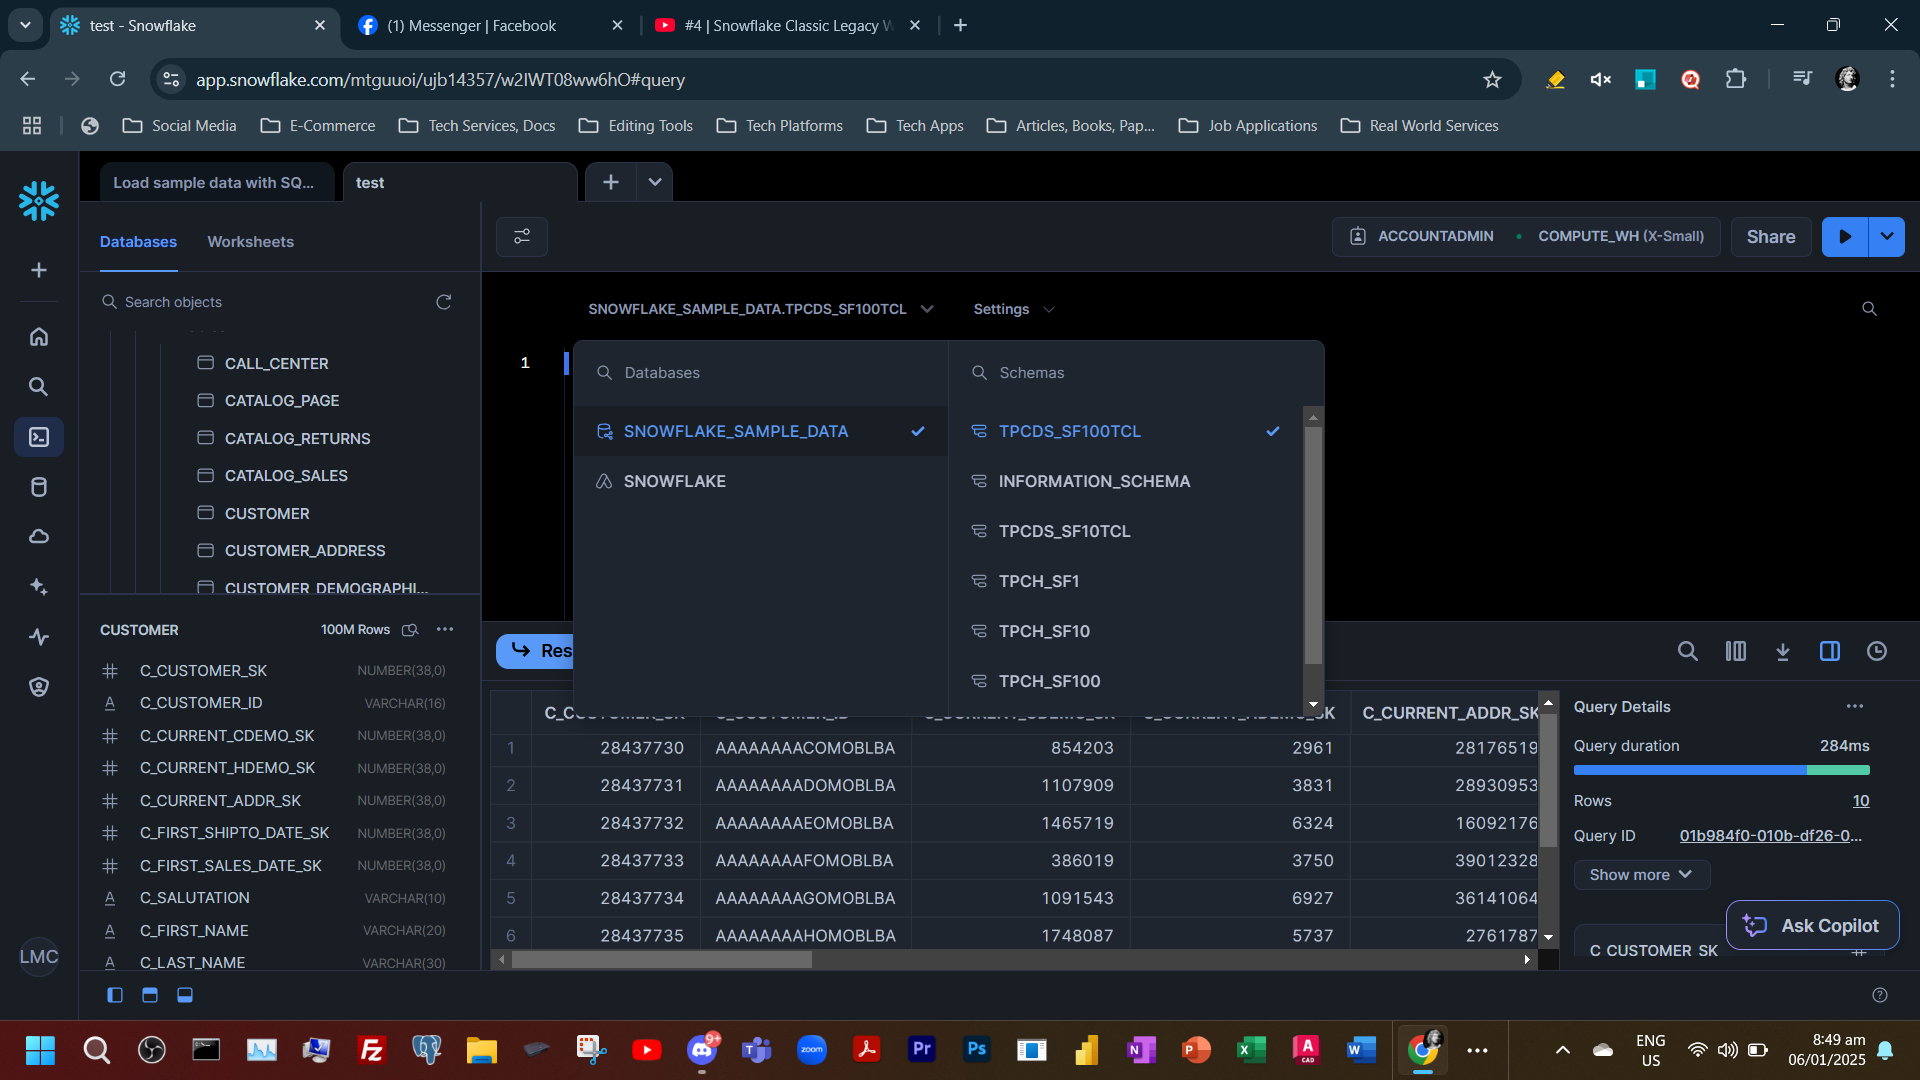 test - Snowflake
(1) Messenger | Facebook
#4 | Snowflake Classic Legacy
app.snowflake.com/mtguuoi/ujb14357/w2IWT08ww6hO#query
Social Media
E-Commerce
Tech Services, Docs
Editing Tools
Tech Platforms
Tech Apps
Articles, Books, Pap...
Job Applications
Real World Services
Load sample data with SQ...
test
Databases
Worksheets
ACCOUNTADMIN
COMPUTE_WH (X-Small)
Share
Search objects
SNOWFLAKE_SAMPLE_DATA.TPCDS_SF100TCL
Settings
CALL_CENTER
CATALOG_PAGE
CATALOG_RETURNS
CATALOG_SALES
CUSTOMER
CUSTOMER_ADDRESS
CUSTOMER_DEMOGRAPHI...
1
Databases
Schemas
SNOWFLAKE_SAMPLE_DATA
SNOWFLAKE
TPCDS_SF100TCL
INFORMATION_SCHEMA
TPCDS_SF10TCL
TPCH_SF1
TPCH_SF10
TPCH_SF100
CUSTOMER
100M Rows
C_CUSTOMER_SK NUMBER(38,0)
C_CUSTOMER_ID VARCHAR(16)
C_CURRENT_CDEMO_SK NUMBER(38,0)
C_CURRENT_HDEMO_SK NUMBER(38,0)
C_CURRENT_ADDR_SK NUMBER(38,0)
C_FIRST_SHIPTO_DATE_SK NUMBER(38,0)
C_FIRST_SALES_DATE_SK NUMBER(38,0)
C_SALUTATION VARCHAR(10)
C_FIRST_NAME VARCHAR(20)
C_LAST_NAME VARCHAR(30)
LMC
Res
C_CURRENT_ADDR_SK
1 28437730 AAAAAAAACOMOBLBA 854203 2961 28176519
2 28437731 AAAAAAAADOMOBLBA 1107909 3831 28930953
3 28437732 AAAAAAAAEOMOBLBA 1465719 6324 16092176
4 28437733 AAAAAAAAFOMOBLBA 386019 3750 39012328
5 28437734 AAAAAAAAGOMOBLBA 1091543 6927 36141064
6 28437735 AAAAAAAAHOMOBLBA 1748087 5737 2761787
Query Details
Query duration 284ms
Rows 10
Query ID 01b984f0-010b-df26-0...
Show more
Ask Copilot
C_CUSTOMER_SK
9+
zoom
Pr
Ps
ENG
US
8:49 am
06/01/2025